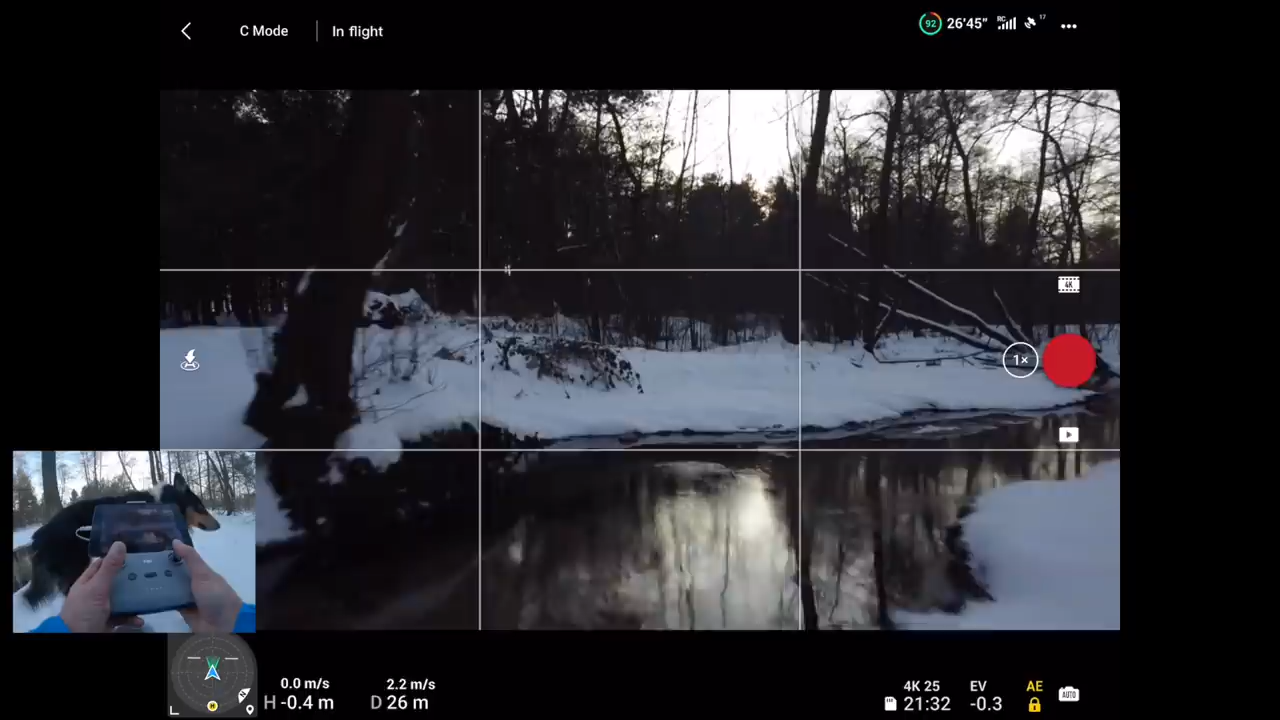 C Mode
In flight
92
26'45"
RC
17
4K
1×
H
0.0 m/s
2.2 m/s
H -0.4 m
D 26 m
4K 25
EV
AE
21:32
-0.3
AUTO